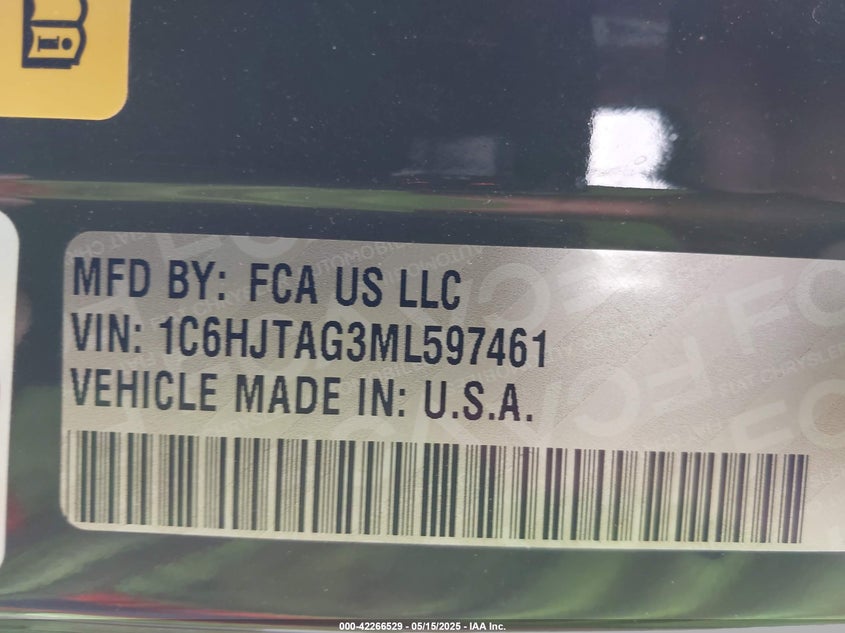 MFD BY: FCA US LLC
VIN: 1C6HJTAG3ML597461
VEHICLE MADE IN: U.S.A.
000-42266529 - 05/15/2025 - IAA Inc.